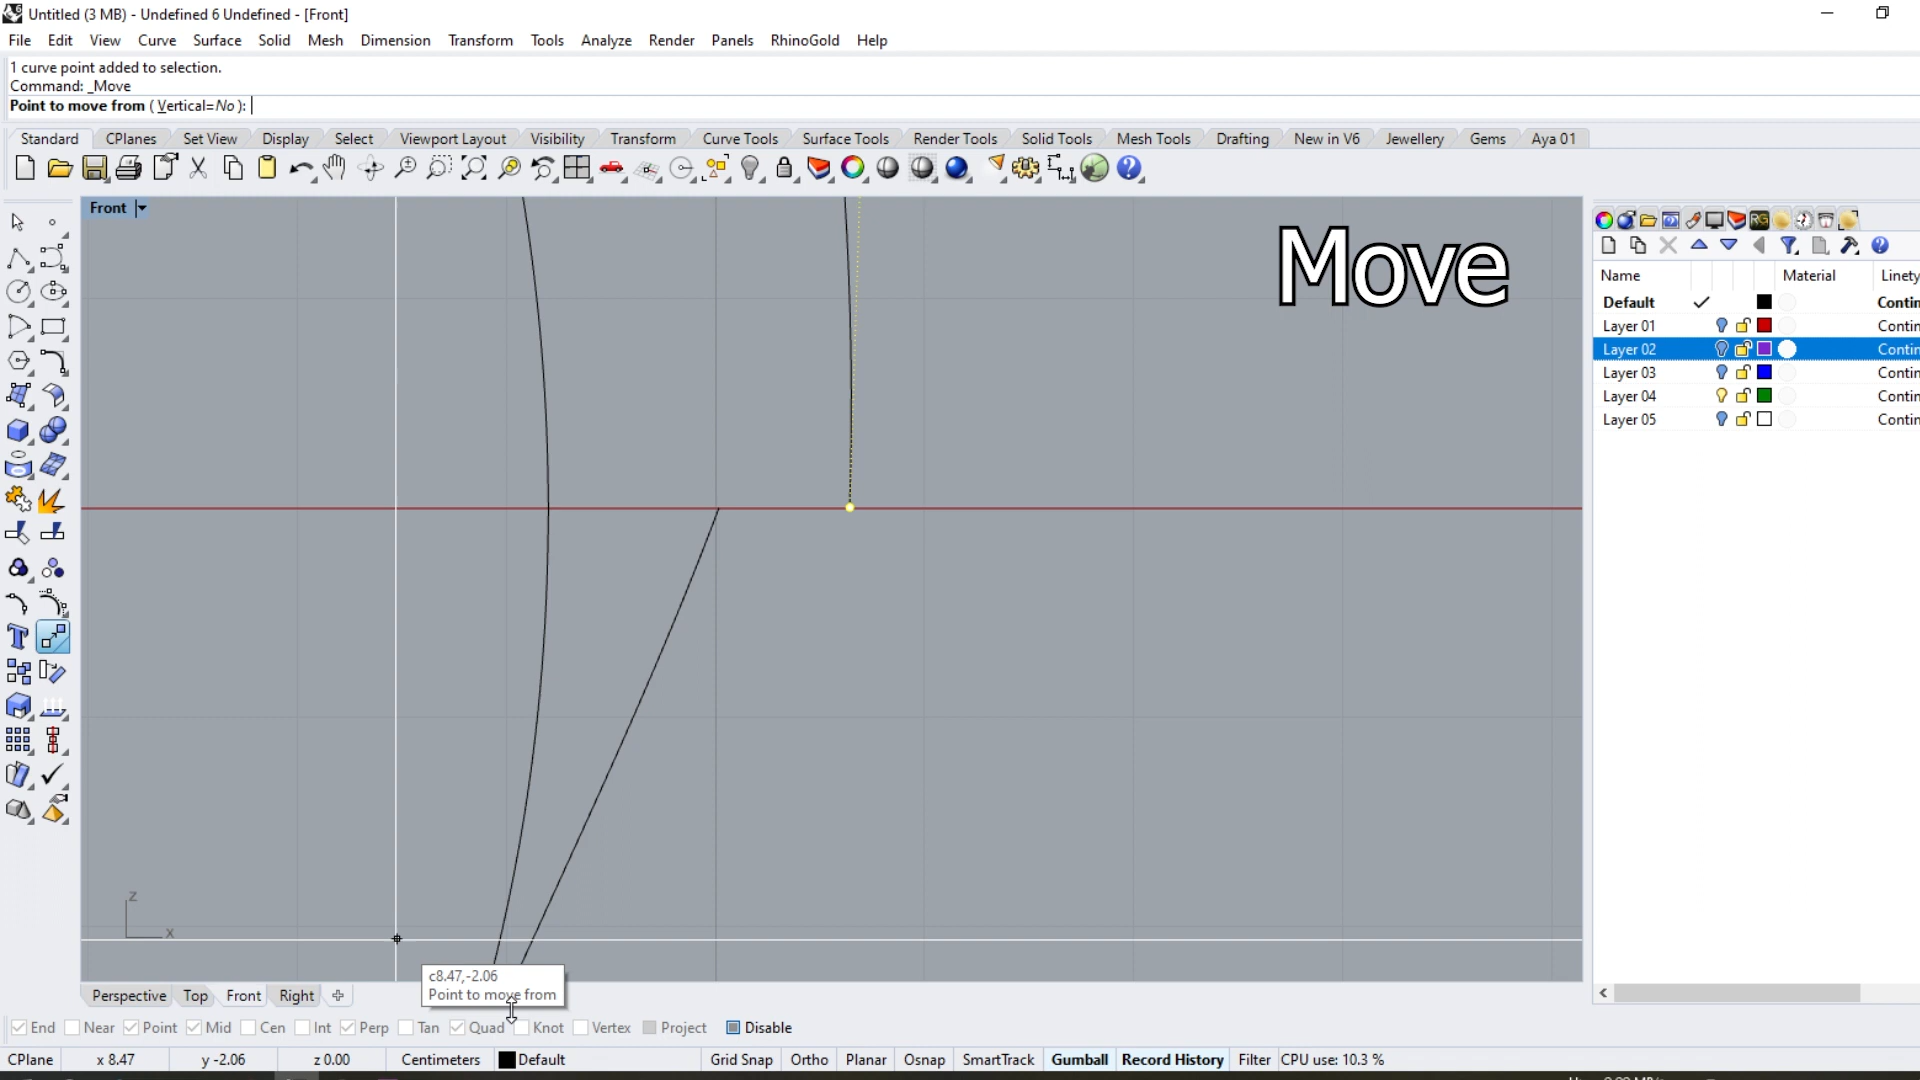 Untitled (3 MB) - Undefined 6 Undefined - [Front]
File Edit View Curve Surface Solid Mesh Dimension Transform Tools Analyze Render Panels RhinoGold Help
1 curve point added to selection.
Command: _Move
Point to move from ( Vertical=No ):
Standard CPlanes Set View Display Select Viewport Layout Visibility Transform Curve Tools Surface Tools Render Tools Solid Tools Mesh Tools Drafting New in V6 Jewellery Gems Aya 01
Front
Move
RG
Name Material Linety
Default Contin
Layer 01 Contin
Layer 02 Contin
Layer 03 Contin
Layer 04 Contin
Layer 05 Contin
z
x
c8.47,-2.06
Point to move from
Perspective Top Front Right
End Near Point Mid Cen Int Perp Tan Quad Knot Vertex Project Disable
CPlane x 8.47 y -2.06 z 0.00 Centimeters Default Grid Snap Ortho Planar Osnap SmartTrack Gumball Record History Filter CPU use: 10.3 %